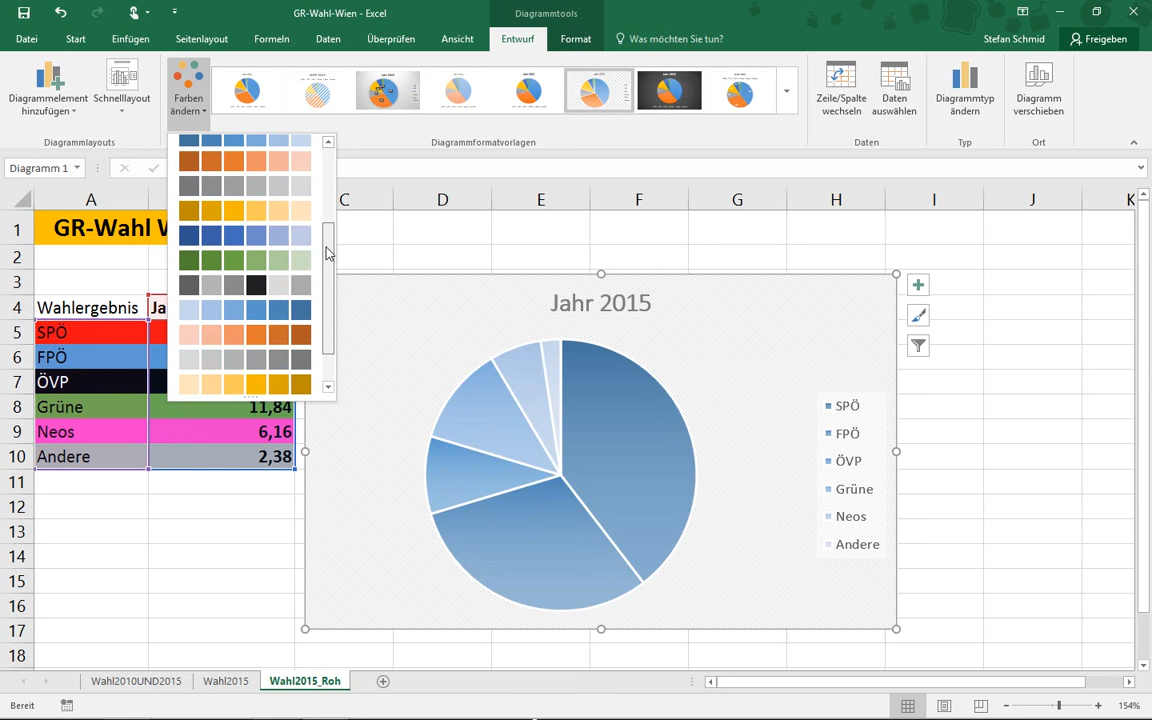 GR-Wahl-Wien - Excel
Diagrammtools
Datei Start Einfügen Seitenlayout Formeln Daten Überprüfen Ansicht Entwurf Format Was möchten Sie tun? Stefan Schmid Freigeben
Diagrammelement hinzufügen
Schnelllayout
Farben ändern
Zeile/Spalte wechseln
Daten auswählen
Diagrammtyp ändern
Diagramm verschieben
Diagrammlayouts Diagrammformatvorlagen Daten Typ Ort
Diagramm 1
A C D E F G H I J K
1 GR-Wahl W
2
3
4 Wahlergebnis Ja
5 SPÖ
6 FPÖ
7 ÖVP
8 Grüne 11,84
9 Neos 6,16
10 Andere 2,38
11
12
13
14
15
16
17
18
Jahr 2015
SPÖ
FPÖ
ÖVP
Grüne
Neos
Andere
Wahl2010UND2015 Wahl2015 Wahl2015_Roh
Bereit 154%